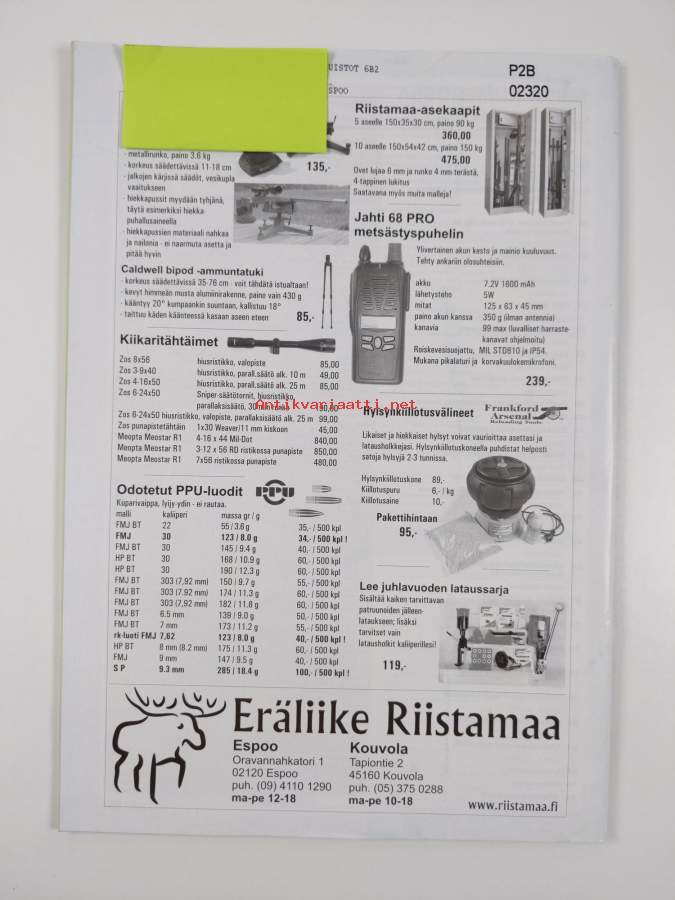 UISTOT 6B2
P2B
SPOO
02320
Riistamaa-asekaapit
5 aseelle 150x35x30 cm, paino 90 kg
360,00
10 aseelle 150x54x42 cm, paino 150 kg
475,00
Ovet lujaa 6 mm ja runko 4 mm terästä,
4-tappinen lukitus
Saatavana myös muita malleja!
- metallirunko, paino 3.6 kg
- korkeus säädettävissä 11-18 cm
135,-
- jalkojen kärjissä säädöt, vesikupla
vaaitukseen
- hiekkapussit myydään tyhjänä,
täytä esimerkiksi hiekka-
puhallusaineella
- hiekkapussien materiaali nahkaa
ja nailonia - ei naarmuta asetta ja
pitää hyvin
Caldwell bipod -ammuntatuki
- korkeus säädettävissä 35-76 cm - voit tähdätä istualtaan!
- kevyt himmeän musta alumiinirakenne, paino vain 430 g
- kääntyy 20° kumpaankin suuntaan, kallistuu 18°
- taittuu käden käänteessä kasaan aseen eteen
85,-
Jahti 68 PRO
metsästyspuhelin
Ylivertainen akun kesto ja mainio kuuluvuus.
Tehty ankariin olosuhteisiin.
akku 7.2V 1600 mAh
lähetysteho 5W
mitat 125 x 63 x 45 mm
paino akun kanssa 350 g (ilman antennia)
kanavia 99 max (luvalliset harraste-
kanavat ohjelmoitu)
Roiskevesisuojattu, MIL STD810 ja IP54.
Mukana pikalaturi ja korvakuulokemikrofoni.
239,-
Kiikaritähtäimet
Zos 8x56 hiusristikko, valopiste 85,00
Zos 3-9x40 hiusristikko, parall.säätö alk. 10 m 49,00
Zos 4-16x50 hiusristikko, parall.säätö alk. 25 m 85,00
Zos 6-24x50 Sniper-säätötornit, hiusristikko,
parallaksisäätö, 30mm runko
Zos 6-24x50 hiusristikko, valopiste, parallaksisäätö alk. 25 m 99,00
Zos punapistetähtäin 1x30 Weaver/11 mm kiskoon 45,00
Meopta Meostar R1 4-16 x 44 Mil-Dot 840,00
Meopta Meostar R1 3-12 x 56 RD ristikossa punapiste 850,00
Meopta Meostar R1 7x56 ristikossa punapiste 480,00
Antikvariaatti.net
Hylsynkiillotusvälineet
Frankford
Arsenal
Reloading Tools
Likaiset ja hiekkaiset hylsyt voivat vaurioittaa asettasi ja
latausholkkejasi. Hylsynkiillotuskoneella puhdistat helposti
satoja hylsyjä 2-3 tunnissa.
Hylsynkiillotuskone 89,-
Kiillotuspuru 6,- / kg
Kiillotusaine 10,-
Pakettihintaan
95,-
Odotetut PPU-luodit
PPU
Kuparivaippa, lyijy-ydin - ei rautaa.
malli kaliiperi massa gr / g
FMJ BT 22 55 / 3.6 g 35,- / 500 kpl
FMJ 30 123 / 8.0 g 34,- / 500 kpl !
FMJ BT 30 145 / 9.4 g 40,- / 500 kpl
HP BT 30 168 / 10.9 g 60,- / 500 kpl
HP BT 30 190 / 12.3 g 60,- / 500 kpl
FMJ BT 303 (7,92 mm) 150 / 9.7 g 55,- / 500 kpl
FMJ BT 303 (7,92 mm) 174 / 11.3 g 60,- / 500 kpl
FMJ BT 303 (7,92 mm) 182 / 11.8 g 60,- / 500 kpl
FMJ BT 6.5 mm 139 / 9.0 g 50,- / 500 kpl
FMJ BT 7 mm 173 / 11.2 g 55,- / 500 kpl
rk-luoti FMJ 7,62 123 / 8.0 g 40,- / 500 kpl !
HP BT 8 mm (8.2 mm) 175 / 11.3 g 60,- / 500 kpl
FMJ 9 mm 147 / 9.5 g 40,- / 500 kpl
S P 9.3 mm 285 / 18.4 g 100,- / 500 kpl !
Lee juhlavuoden lataussarja
Sisältää kaiken tarvittavan
patruunoiden jälleen-
lataukseen; lisäksi
tarvitset vain
latausholkit kaliiperillesi!
119,-
Eräliike Riistamaa
Espoo
Oravannahkatori 1
02120 Espoo
puh. (09) 4110 1290
ma-pe 12-18
Kouvola
Tapiontie 2
45160 Kouvola
puh. (05) 375 0288
ma-pe 10-18
www.riistamaa.fi